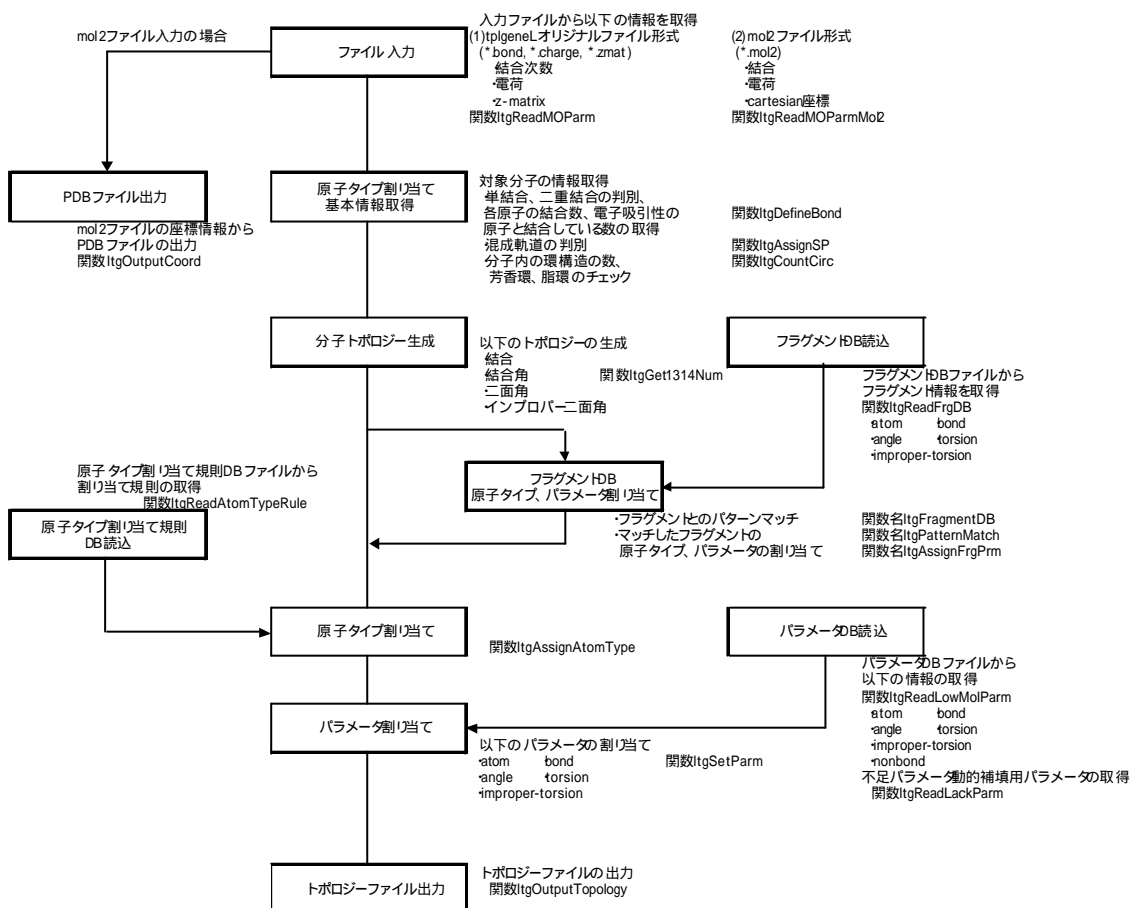 入力ファイルから以下の情報を取得
mol2ファイル入力の場合
ファイル入力
(1)tplgeneLオリジナルファイル形式
(*.bond, *.charge, *.zmat)
・結合次数
・電荷
・z-matrix
関数ltgReadMOParm
(2)mol2ファイル形式
(*.mol2)
・結合
・電荷
・cartesian座標
関数ltgReadMOParmMol2
PDBファイル出力
mol2ファイルの座標情報から
PDBファイルの出力
関数ltgOutputCoord
原子タイプ割り当て
基本情報取得
対象分子の情報取得
・単結合、二重結合の判別、
各原子の結合数、電子吸引性の
原子と結合している数の取得
関数ltgDefineBond
・混成軌道の判別
関数ltgAssignSP
・分子内の環構造の数、
芳香環、脂環のチェック
関数ltgCountCirc
分子トポロジー生成
以下のトポロジーの生成
・結合
・結合角
関数ltgGet1314Num
・二面角
・インプロパー二面角
フラグメントDB読込
フラグメントDBファイルから
フラグメント情報を取得
関数ltgReadFrgDB
・atom ・bond
・angle ・torsion
・improper-torsion
フラグメントDB
原子タイプ、パラメータ割り当て
・フラグメントとのパターンマッチ
・マッチしたフラグメントの
原子タイプ、パラメータの割り当て
関数名ltgFragmentDB
関数名ltgPatternMatch
関数名ltgAssignFrgPrm
原子タイプ割り当て規則DBファイルから
割り当て規則の取得
関数ltgReadAtomTypeRule
原子タイプ割り当て規則
DB読込
原子タイプ割り当て
関数ltgAssignAtomType
パラメータDB読込
パラメータDBファイルから
以下の情報の取得
関数ltgReadLowMolParm
・atom ・bond
・angle ・torsion
・improper-torsion
・nonbond
不足パラメータ動的補填用パラメータの取得
関数ltgReadLackParm
パラメータ割り当て
以下のパラメータの割り当て
・atom ・bond
関数ltgSetParm
・angle ・torsion
・improper-torsion
トポロジーファイル出力
トポロジーファイルの出力
関数ltgOutputTopology